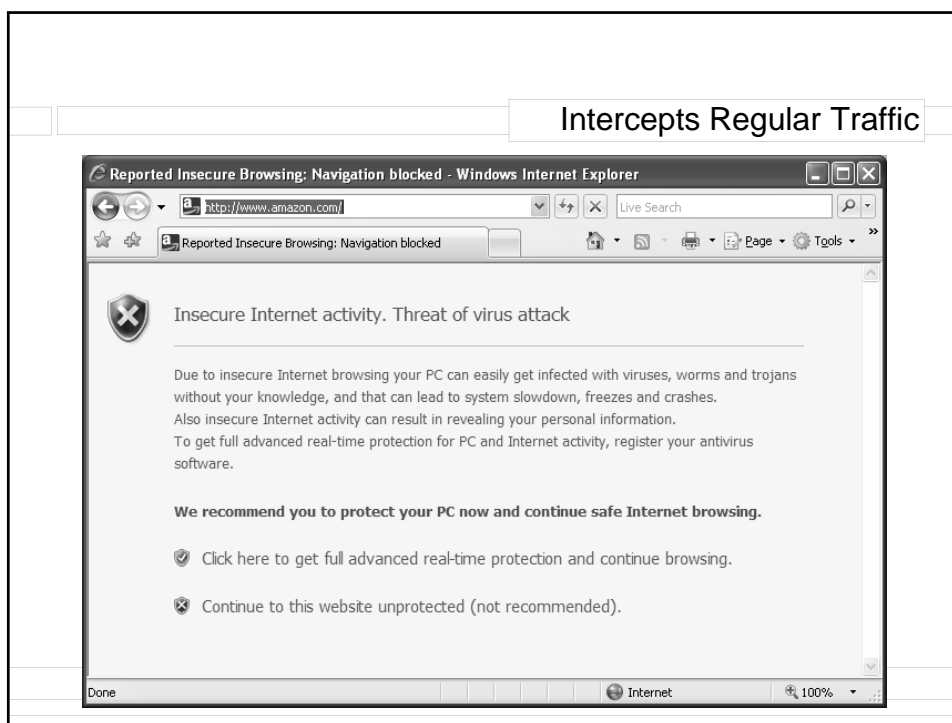 Intercepts Regular Traffic
Reported Insecure Browsing: Navigation blocked - Windows Internet Explorer
http://www.amazon.com/
Live Search
Reported Insecure Browsing: Navigation blocked
Page
Tools
Insecure Internet activity. Threat of virus attack
Due to insecure Internet browsing your PC can easily get infected with viruses, worms and trojans
without your knowledge, and that can lead to system slowdown, freezes and crashes.
Also insecure Internet activity can result in revealing your personal information.
To get full advanced real-time protection for PC and Internet activity, register your antivirus
software.
We recommend you to protect your PC now and continue safe Internet browsing.
Click here to get full advanced real-time protection and continue browsing.
Continue to this website unprotected (not recommended).
Done
Internet
100%